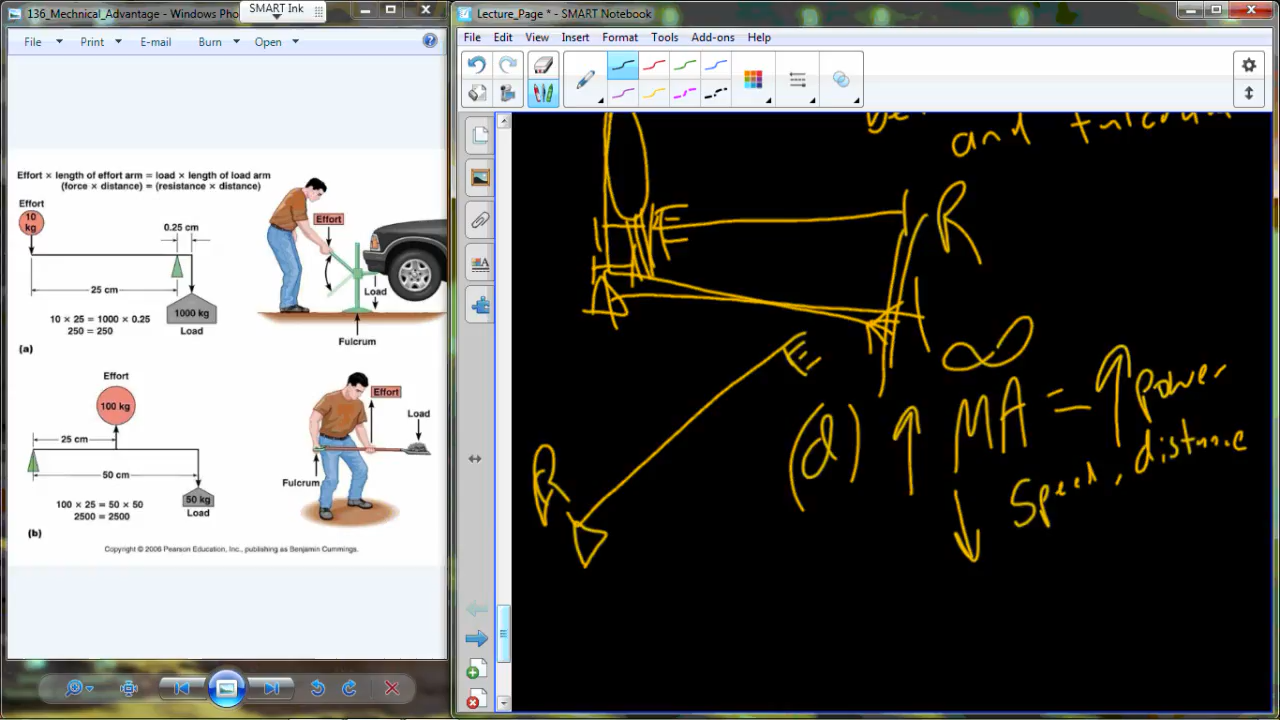 136_Mechnical_Advantage - Windows Pho
SMART Ink
File Print E-mail Burn Open
Effort × length of effort arm = load × length of load arm
(force × distance) = (resistance × distance)
Effort
10
kg
0.25 cm
25 cm
1000 kg
10 × 25 = 1000 × 0.25
250 = 250
Load
(a)
Effort
Load
Fulcrum
Effort
100 kg
25 cm
50 cm
50 kg
100 × 25 = 50 × 50
2500 = 2500
Load
(b)
Effort
Load
Fulcrum
Copyright © 2006 Pearson Education, Inc., publishing as Benjamin Cummings.
Lecture_Page * - SMART Notebook
File Edit View Insert Format Tools Add-ons Help
and fulcrum
E
R
E
R
(d) ↑ MA = ↑ power
↓ Speed, distance